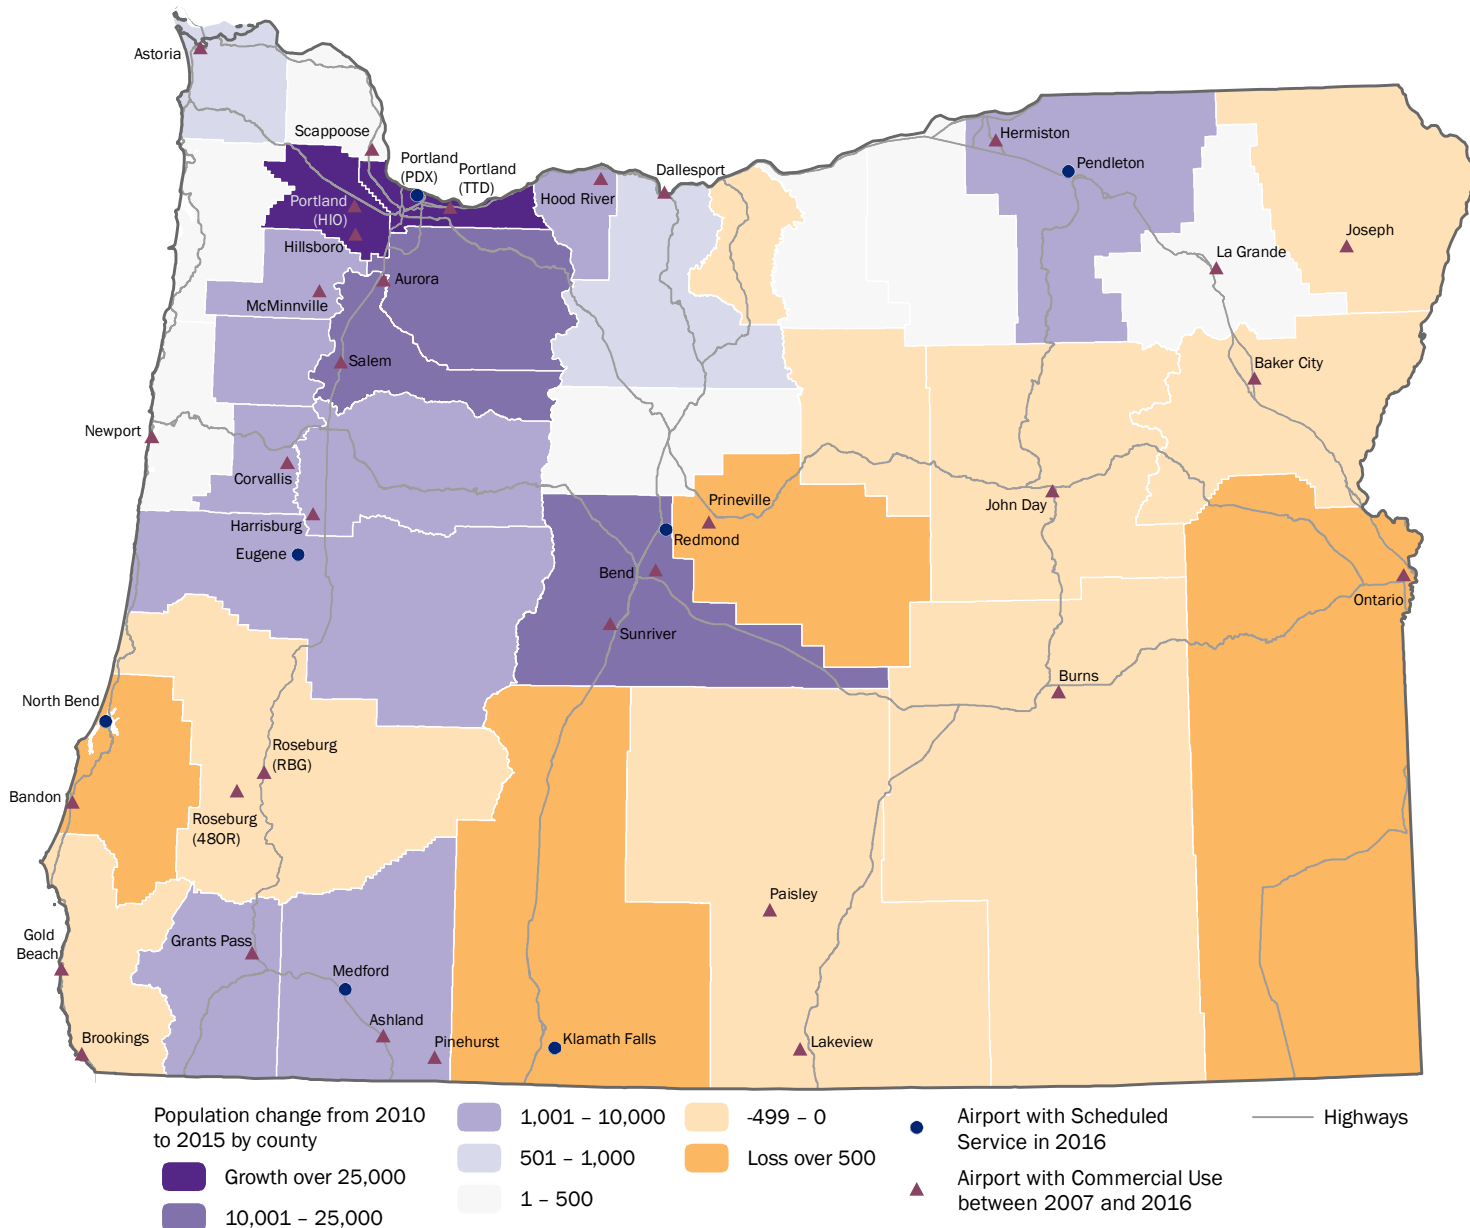 Astoria
Scappoose
Portland
(PDX)
Portland
(TTD)
Dallesport
Hermiston
Pendleton
Hood River
Portland
(HIO)
Hillsboro
Joseph
La Grande
Aurora
McMinnville
Salem
Baker City
Newport
Corvallis
Harrisburg
Prineville
John Day
Eugene
Redmond
Bend
Ontario
Sunriver
Burns
North Bend
Roseburg
(RBG)
Bandon
Roseburg
(48OR)
Paisley
Gold
Beach
Grants Pass
Medford
Ashland
Brookings
Pinehurst
Klamath Falls
Lakeview
Population change from 2010
to 2015 by county
Growth over 25,000
10,001 – 25,000
1,001 – 10,000
501 – 1,000
1 – 500
-499 – 0
Loss over 500
Airport with Scheduled
Service in 2016
Airport with Commercial Use
between 2007 and 2016
Highways